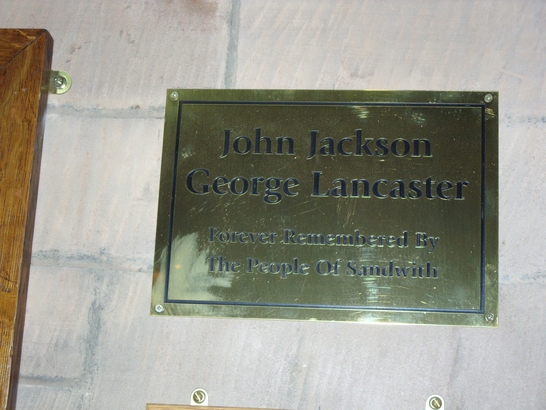 John Jackson
George Lancaster
Forever Remembered By
The People Of Sandwith